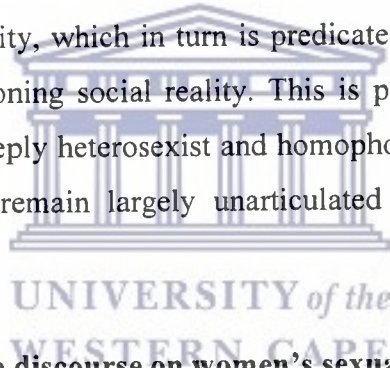 ity, which in turn is predicate
oning social reality. This is p
eply heterosexist and homopho
remain largely unarticulated
UNIVERSITY of the
WESTERN CAPE
discourse on women's sexua